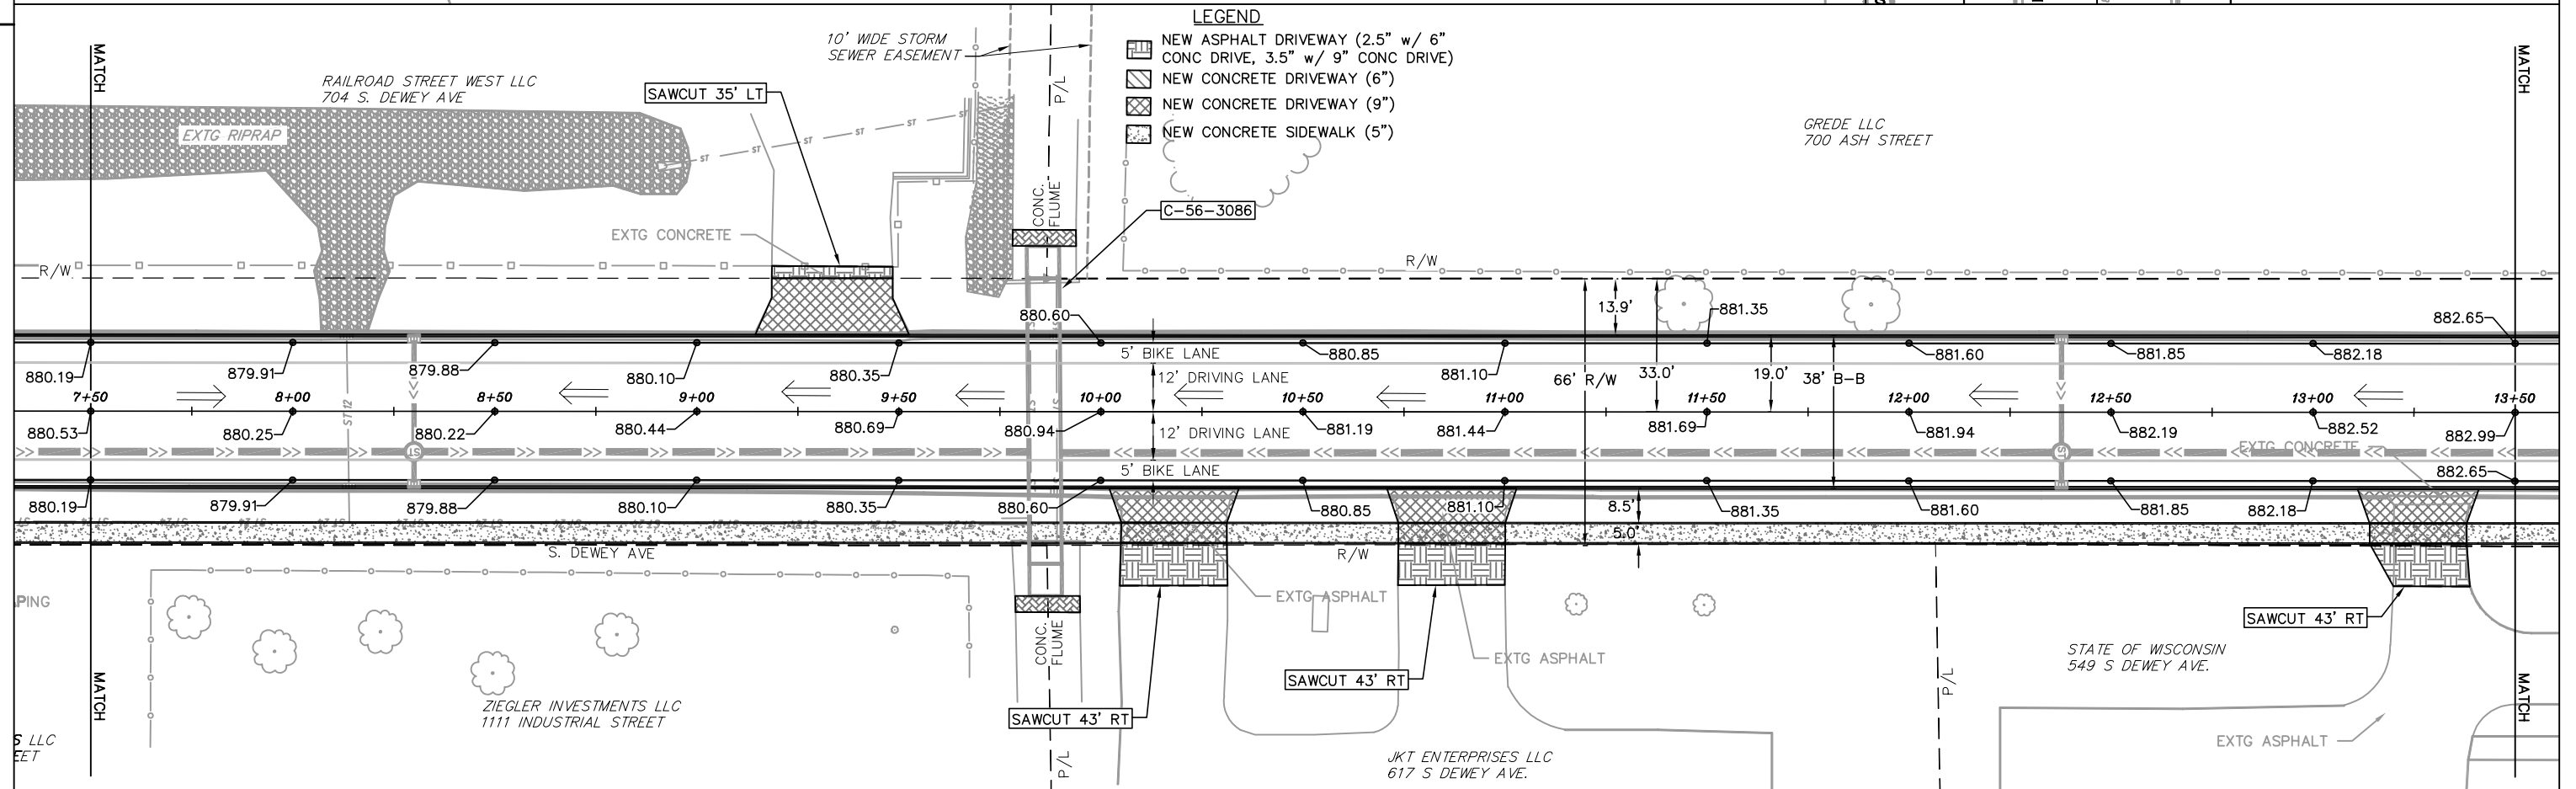 LEGEND
NEW ASPHALT DRIVEWAY (2.5" w/ 6"
CONC DRIVE, 3.5" w/ 9" CONC DRIVE)
NEW CONCRETE DRIVEWAY (6")
NEW CONCRETE DRIVEWAY (9")
NEW CONCRETE SIDEWALK (5")
MATCH
RAILROAD STREET WEST LLC
704 S. DEWEY AVE
EXTG RIPRAP
SAWCUT 35' LT
10' WIDE STORM
SEWER EASEMENT
P/L
GREDE LLC
700 ASH STREET
MATCH
ST
ST
ST
ST
ST
CONC.
FLUME
C-56-3086
EXTG CONCRETE
R/W
R/W
13.9'
880.60
881.35
882.65
880.19
879.91
879.88
880.10
880.35
5' BIKE LANE
880.85
881.10
881.60
881.85
882.18
12' DRIVING LANE
66' R/W
33.0'
19.0'
38' B-B
7+50
8+00
8+50
9+00
9+50
10+00
10+50
11+00
11+50
12+00
12+50
13+00
13+50
ST12
880.53
880.25
880.22
880.44
880.69
880.94
12' DRIVING LANE
881.19
881.44
881.69
881.94
882.19
882.52
882.99
ST
ST
EXTG CONCRETE
5' BIKE LANE
882.65
880.19
879.91
879.88
880.10
880.35
880.60
880.85
881.10
881.35
881.60
881.85
882.18
8.5'
5.0'
S. DEWEY AVE
R/W
PING
EXTG ASPHALT
SAWCUT 43' RT
CONC.
FLUME
STATE OF WISCONSIN
549 S DEWEY AVE.
EXTG ASPHALT
SAWCUT 43' RT
P/L
MATCH
ZIEGLER INVESTMENTS LLC
1111 INDUSTRIAL STREET
SAWCUT 43' RT
MATCH
S LLC
EET
EXTG ASPHALT
P/L
JKT ENTERPRISES LLC
617 S DEWEY AVE.